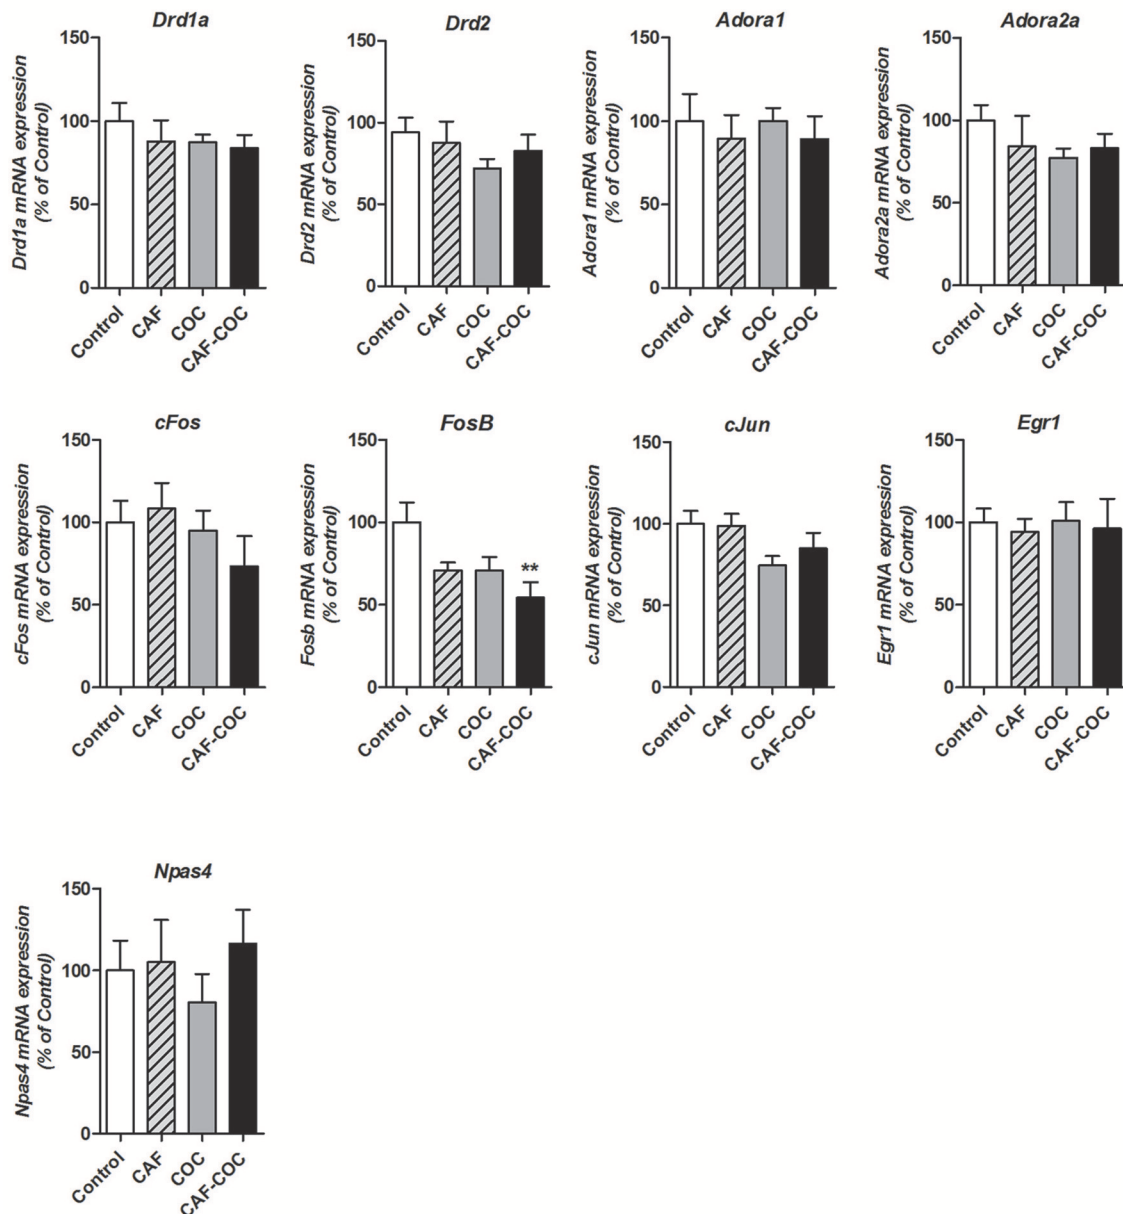 Drd1a
Drd1a mRNA expression
(% of Control)
150
100
50
0
Control
CAF
COC
CAF-COC
Drd2
Drd2 mRNA expression
(% of Control)
150
100
50
0
Control
CAF
COC
CAF-COC
Adora1
Adora1 mRNA expression
(% of Control)
150
100
50
0
Control
CAF
COC
CAF-COC
Adora2a
Adora2a mRNA expression
(% of Control)
150
100
50
0
Control
CAF
COC
CAF-COC
cFos
cFos mRNA expression
(% of Control)
150
100
50
0
Control
CAF
COC
CAF-COC
FosB
Fosb mRNA expression
(% of Control)
150
100
50
0
**
Control
CAF
COC
CAF-COC
cJun
cJun mRNA expression
(% of Control)
150
100
50
0
Control
CAF
COC
CAF-COC
Egr1
Egr1 mRNA expression
(% of Control)
150
100
50
0
Control
CAF
COC
CAF-COC
Npas4
Npas4 mRNA expression
(% of Control)
150
100
50
0
Control
CAF
COC
CAF-COC